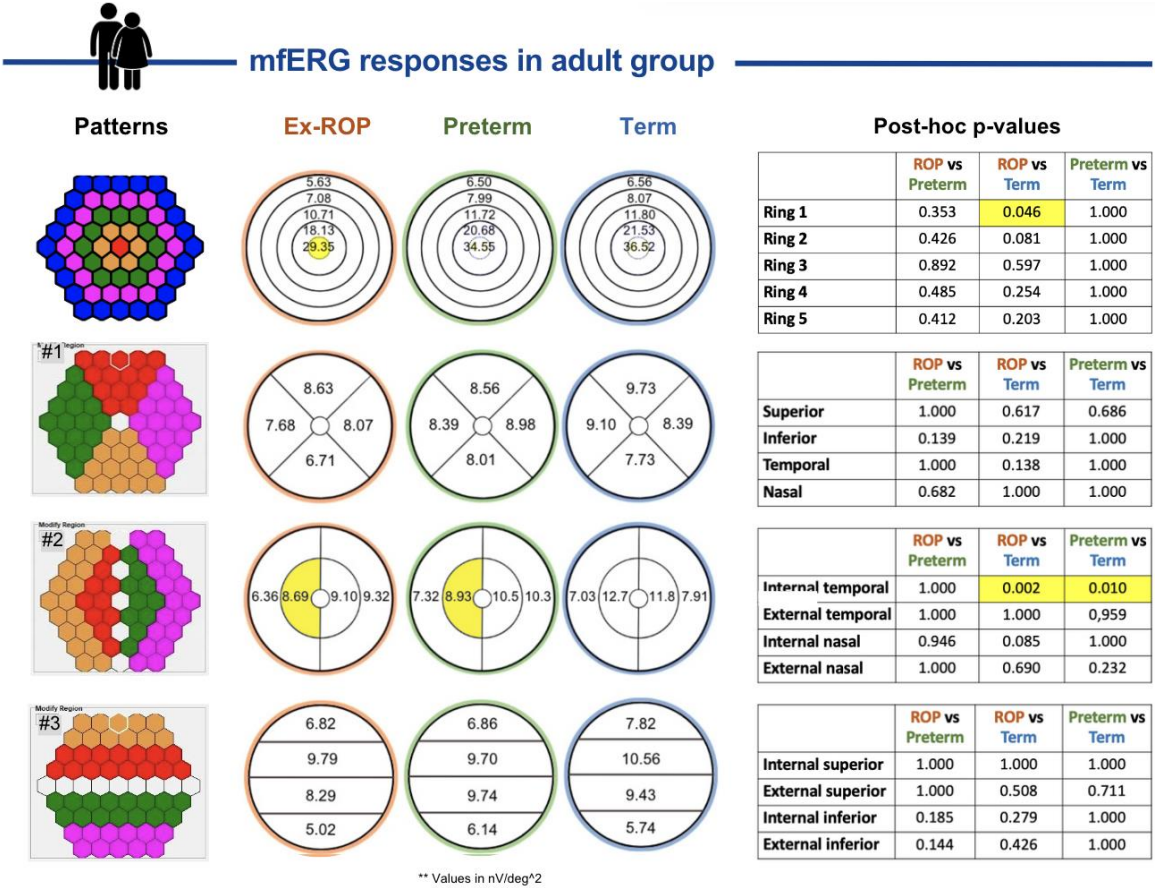 mfERG responses in adult group
Patterns Ex-ROP Preterm Term Post-hoc p-values
5.63 6.50 6.56
7.08 7.99 8.07
10.71 11.72 11.80
18.13 20.68 21.53
29.35 34.55 36.52
ROP vs Preterm ROP vs Term Preterm vs Term
Ring 1 0.353 0.046 1.000
Ring 2 0.426 0.081 1.000
Ring 3 0.892 0.597 1.000
Ring 4 0.485 0.254 1.000
Ring 5 0.412 0.203 1.000
#1 Region
8.63 8.56 9.73
7.68 8.07 8.39 8.98 9.10 8.39
6.71 8.01 7.73
ROP vs Preterm ROP vs Term Preterm vs Term
Superior 1.000 0.617 0.686
Inferior 0.139 0.219 1.000
Temporal 1.000 0.138 1.000
Nasal 0.682 1.000 1.000
Modify Region
#2
6.36 8.69 9.10 9.32 7.32 8.93 10.5 10.3 7.03 12.7 11.8 7.91
ROP vs Preterm ROP vs Term Preterm vs Term
Internal temporal 1.000 0.002 0.010
External temporal 1.000 1.000 0,959
Internal nasal 0.946 0.085 1.000
External nasal 1.000 0.690 0.232
Modify Region
#3
6.82 6.86 7.82
9.79 9.70 10.56
8.29 9.74 9.43
5.02 6.14 5.74
ROP vs Preterm ROP vs Term Preterm vs Term
Internal superior 1.000 1.000 1.000
External superior 1.000 0.508 0.711
Internal inferior 0.185 0.279 1.000
External inferior 0.144 0.426 1.000
** Values in nV/deg^2